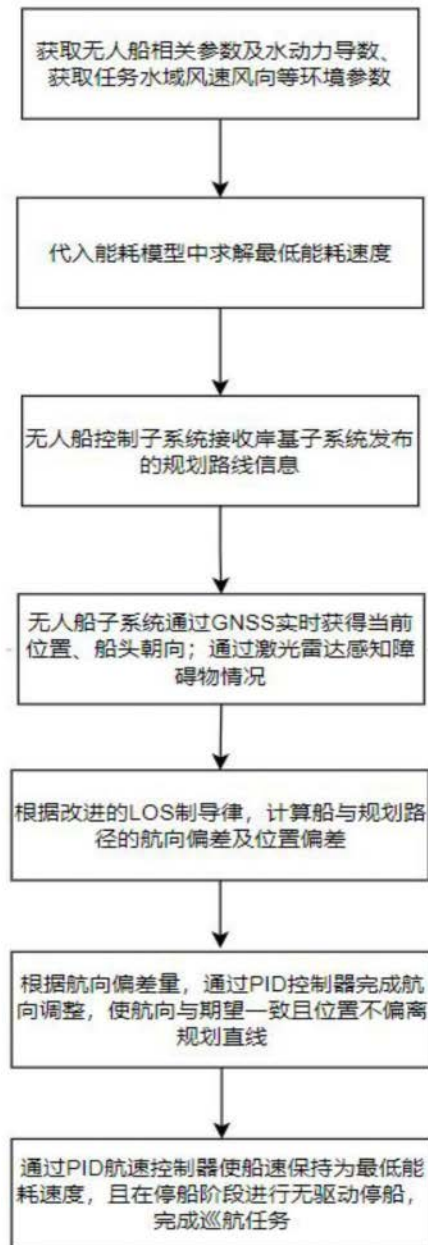 获取无人船相关参数及水动力导数、
获取任务水域风速风向等环境参数
代入能耗模型中求解最低能耗速度
无人船控制子系统接收岸基子系统发布
的规划路线信息
无人船子系统通过GNSS实时获得当前
位置、船头朝向；通过激光雷达感知障
碍物情况
根据改进的LOS制导律，计算船与规划路
径的航向偏差及位置偏差
根据航向偏差量，通过PID控制器完成航
向调整，使航向与期望一致且位置不偏离
规划直线
通过PID航速控制器使船速保持为最低能
耗速度，且在停船阶段进行无驱动停船，
完成巡航任务